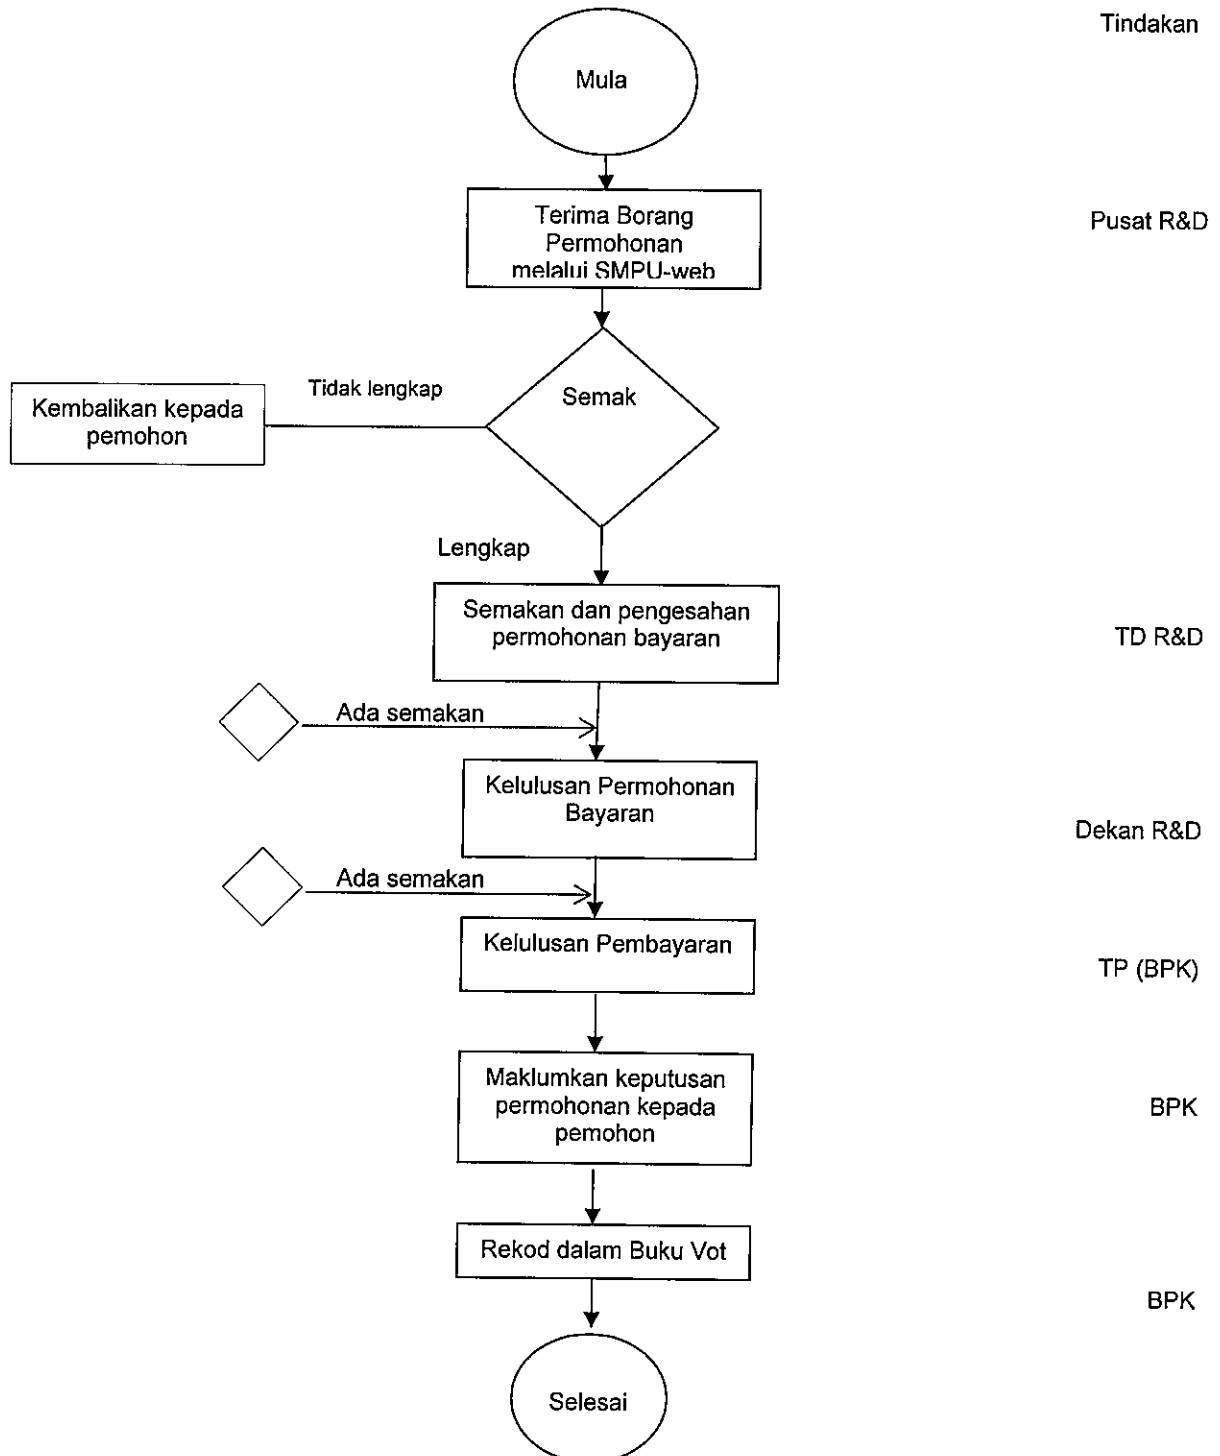 Tindakan
Mula
Terima Borang
Permohonan
melalui SMPU-web
Pusat R&D
Semak
Tidak lengkap
Kembalikan kepada
pemohon
Lengkap
Semakan dan pengesahan
permohonan bayaran
TD R&D
Ada semakan
Kelulusan Permohonan
Bayaran
Dekan R&D
Ada semakan
Kelulusan Pembayaran
TP (BPK)
Maklumkan keputusan
permohonan kepada
pemohon
BPK
Rekod dalam Buku Vot
BPK
Selesai